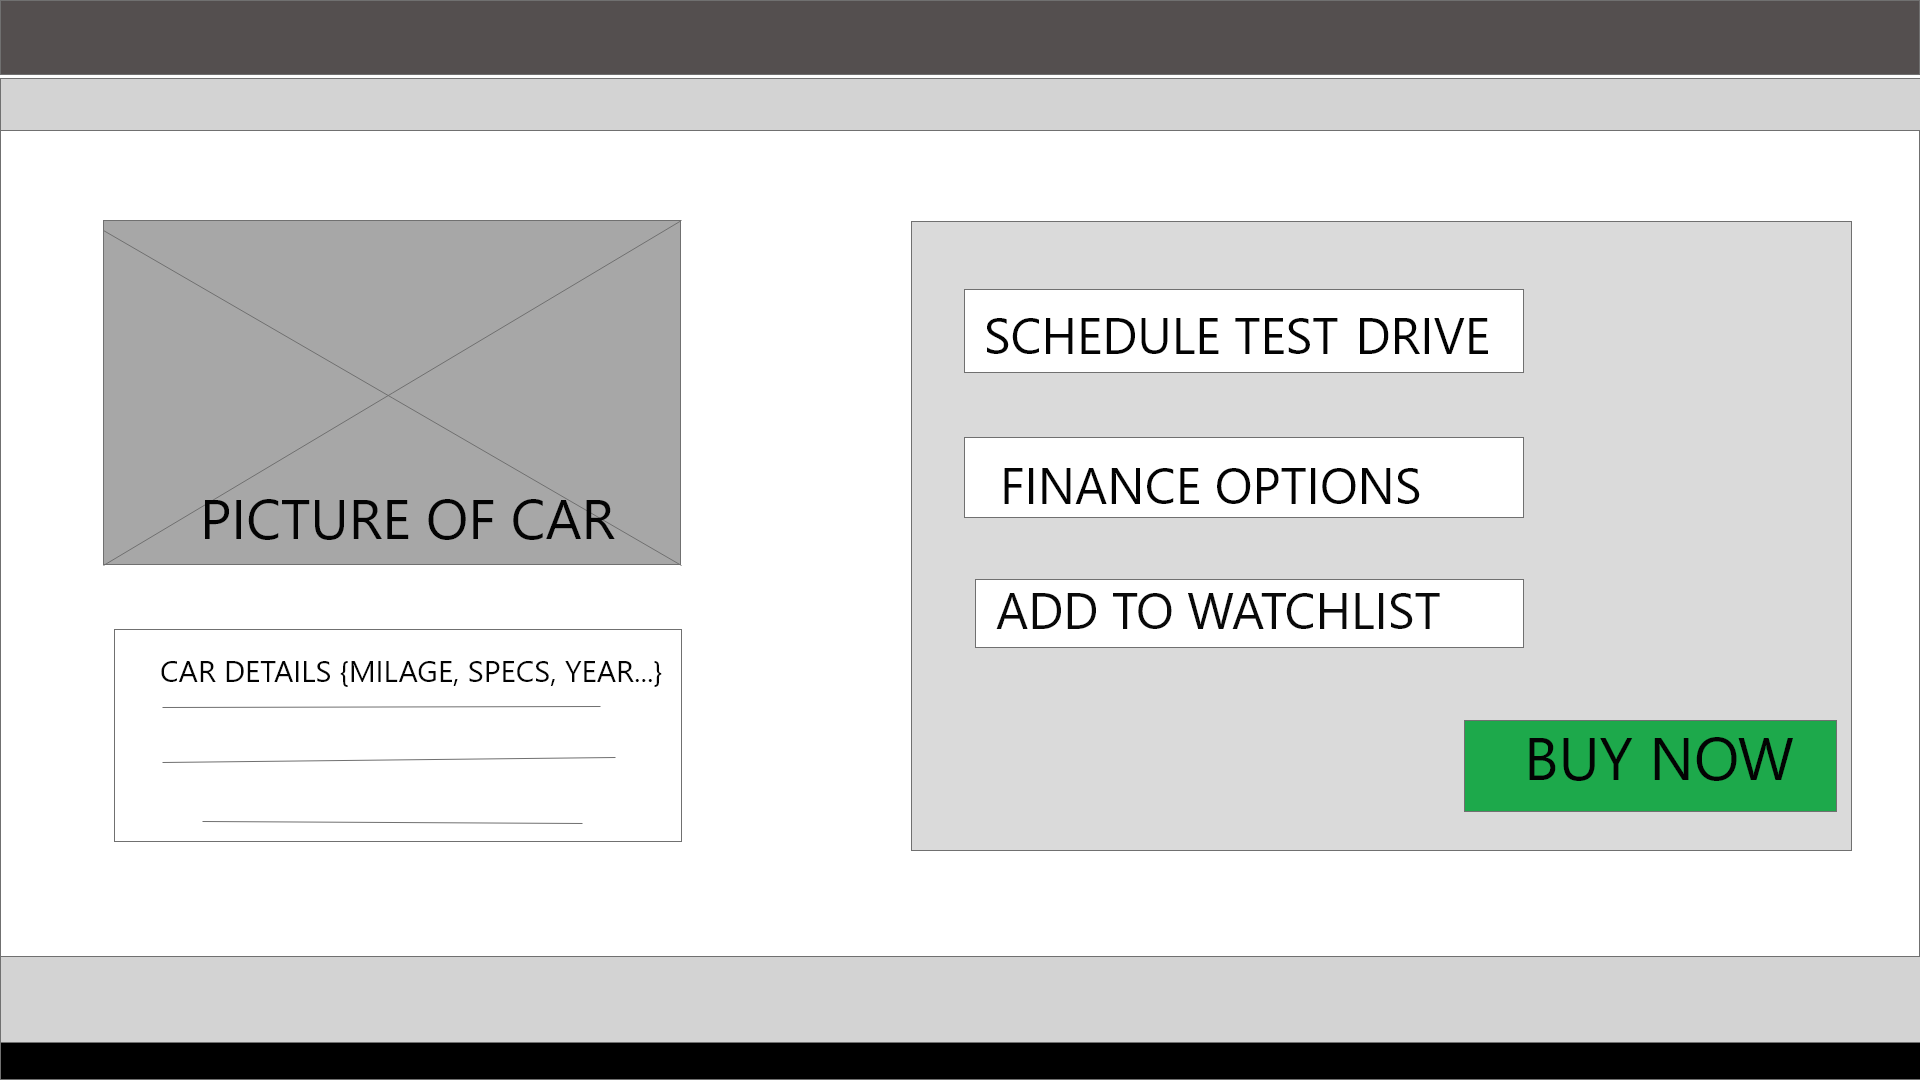 PICTURE OF CAR
CAR DETAILS {MILAGE, SPECS, YEAR...}
SCHEDULE TEST DRIVE
FINANCE OPTIONS
ADD TO WATCHLIST
BUY NOW